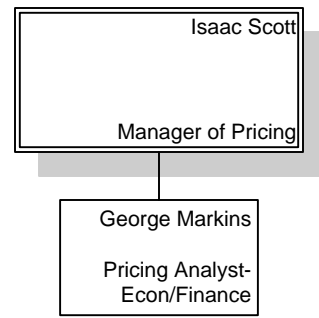 Isaac Scott
Manager of Pricing
George Markins
Pricing Analyst-
Econ/Finance